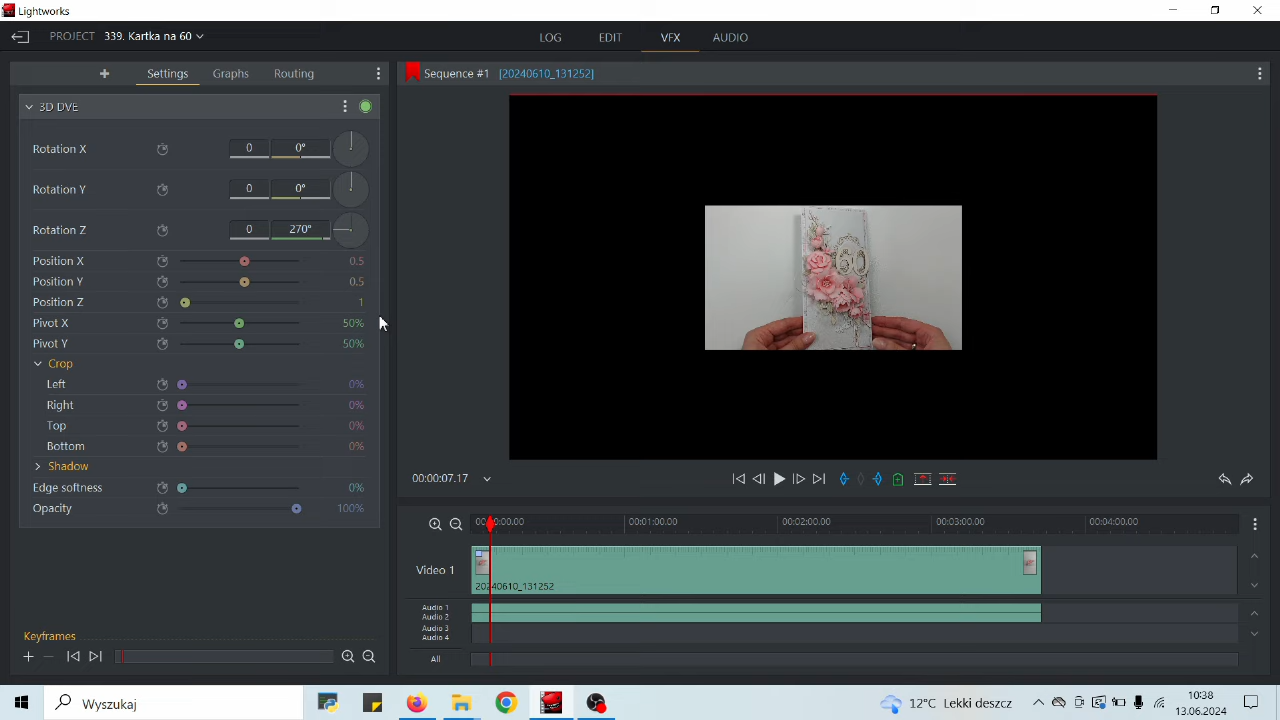 Lightworks
PROJECT 339. Kartka na 60
LOG EDIT VFX AUDIO
Settings Graphs Routing
Sequence #1 [20240610_131252]
3D DVE
Rotation X 0 0°
Rotation Y 0 0°
Rotation Z 0 270°
Position X 0.5
Position Y 0.5
Position Z 1
Pivot X 50%
Pivot Y 50%
Crop
Left 0%
Right 0%
Top 0%
Bottom 0%
Shadow
Edge softness 0%
Opacity 100%
60
00:00:07.17
00:00:00.00 00:01:00.00 00:02:00.00 00:03:00.00 00:04:00.00
Video 1
20240610_131252
Audio 1
Audio 2
Audio 3
Audio 4
All
Keyframes
Wyszukaj
12°C Lekki deszcz
10:38
13.06.2024